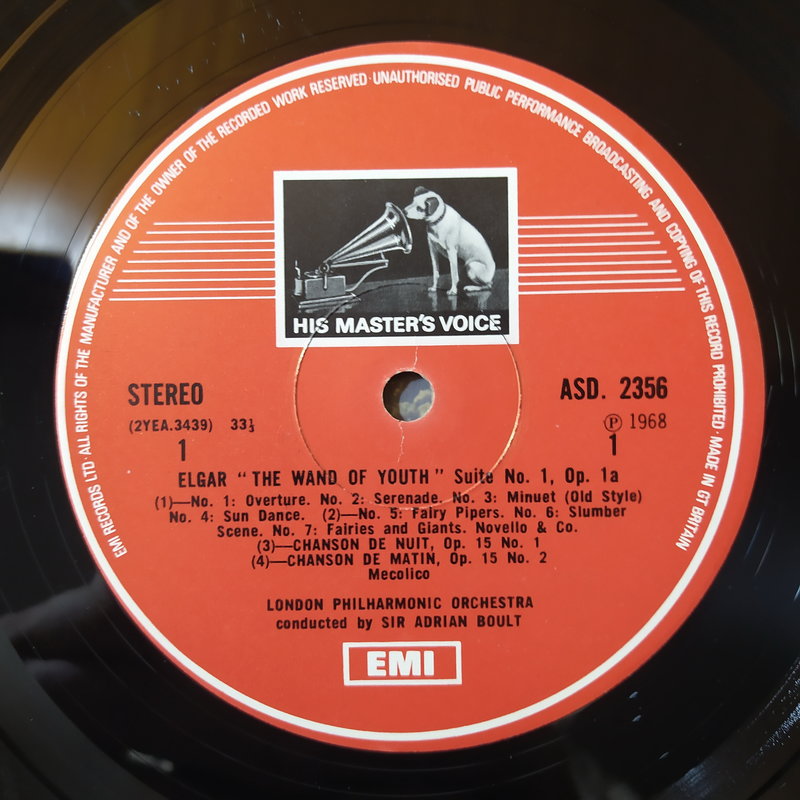 EMI RECORDS LTD · ALL RIGHTS OF THE MANUFACTURER AND OF THE OWNER OF THE RECORDED WORK RESERVED · UNAUTHORISED PUBLIC PERFORMANCE BROADCASTING AND COPYING OF THIS RECORD PROHIBITED · MADE IN GT BRITAIN
HIS MASTER'S VOICE
STEREO
ASD. 2356
(2YEA.3439) 33⅓
℗ 1968
1
1
ELGAR "THE WAND OF YOUTH" Suite No. 1, Op. 1a
(1)—No. 1: Overture. No. 2: Serenade. No. 3: Minuet (Old Style)
No. 4: Sun Dance. (2)—No. 5: Fairy Pipers. No. 6: Slumber
Scene. No. 7: Fairies and Giants. Novello & Co.
(3)—CHANSON DE NUIT, Op. 15 No. 1
(4)—CHANSON DE MATIN, Op. 15 No. 2
Mecolico
LONDON PHILHARMONIC ORCHESTRA
conducted by SIR ADRIAN BOULT
EMI